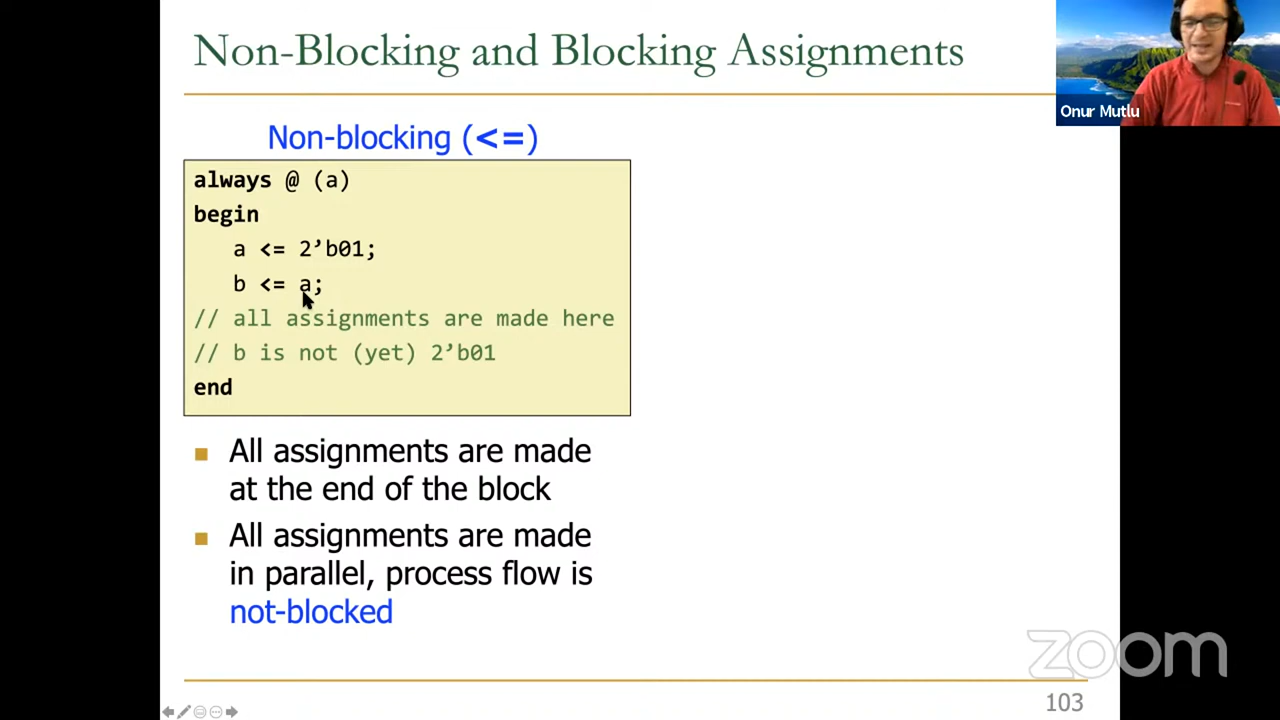 Non-Blocking and Blocking Assignments
Onur Mutlu
Non-blocking (<=)
always @ (a)
begin
a <= 2’b01;
b <= a;
// all assignments are made here
// b is not (yet) 2’b01
end
All assignments are made
at the end of the block
All assignments are made
in parallel, process flow is
not-blocked
zoom
103